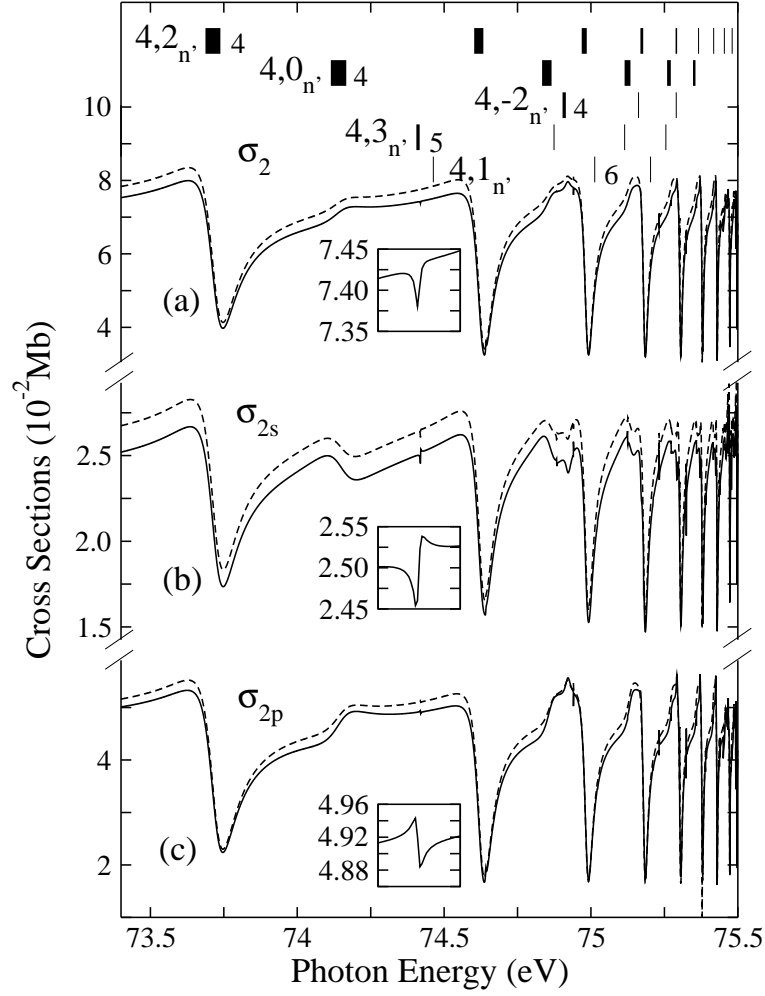 4,2n' 4
4,0n' 4
4,-2n' 4
4,3n' 5
4,1n' 6
σ2
10
8
6
4
(a)
7.45
7.40
7.35
Cross Sections (10-2Mb)
σ2s
2.5
2.0
1.5
(b)
2.55
2.50
2.45
σ2p
4
2
(c)
4.96
4.92
4.88
73.5 74 74.5 75 75.5
Photon Energy (eV)